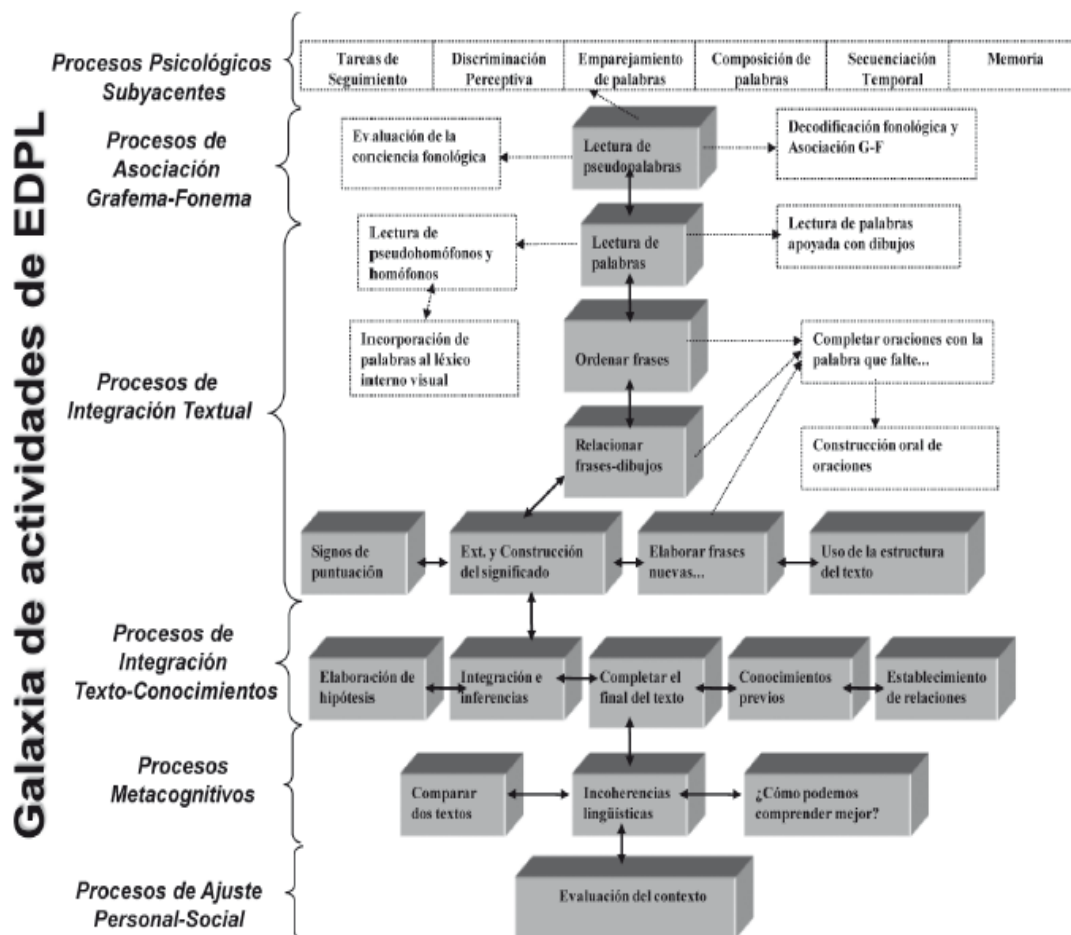 Galaxia de actividades de EDPL
Procesos Psicológicos
Subyacentes
Tareas de
Seguimiento
Discriminación
Perceptiva
Emparejamiento
de palabras
Composición de
palabras
Secuenciación
Temporal
Memoria
Procesos de
Asociación
Grafema-Fonema
Evaluación de la
conciencia fonológica
Lectura de
pseudopalabras
Decodificación fonológica y
Asociación G-F
Lectura de
pseudohomófonos y
homófonos
Lectura de
palabras
Lectura de palabras
apoyada con dibujos
Procesos de
Integración Textual
Incorporación de
palabras al léxico
interno visual
Ordenar frases
Completar oraciones con la
palabra que falte...
Relacionar
frases-dibujos
Construcción oral de
oraciones
Signos de
puntuación
Ext. y Construcción
del significado
Elaborar frases
nuevas...
Uso de la estructura
del texto
Procesos de
Integración
Texto-Conocimientos
Elaboración de
hipótesis
Integración e
inferencias
Completar el
final del texto
Conocimientos
previos
Establecimiento
de relaciones
Procesos
Metacognitivos
Comparar
dos textos
Incoherencias
lingüísticas
¿Cómo podemos
comprender mejor?
Procesos de Ajuste
Personal-Social
Evaluación del contexto